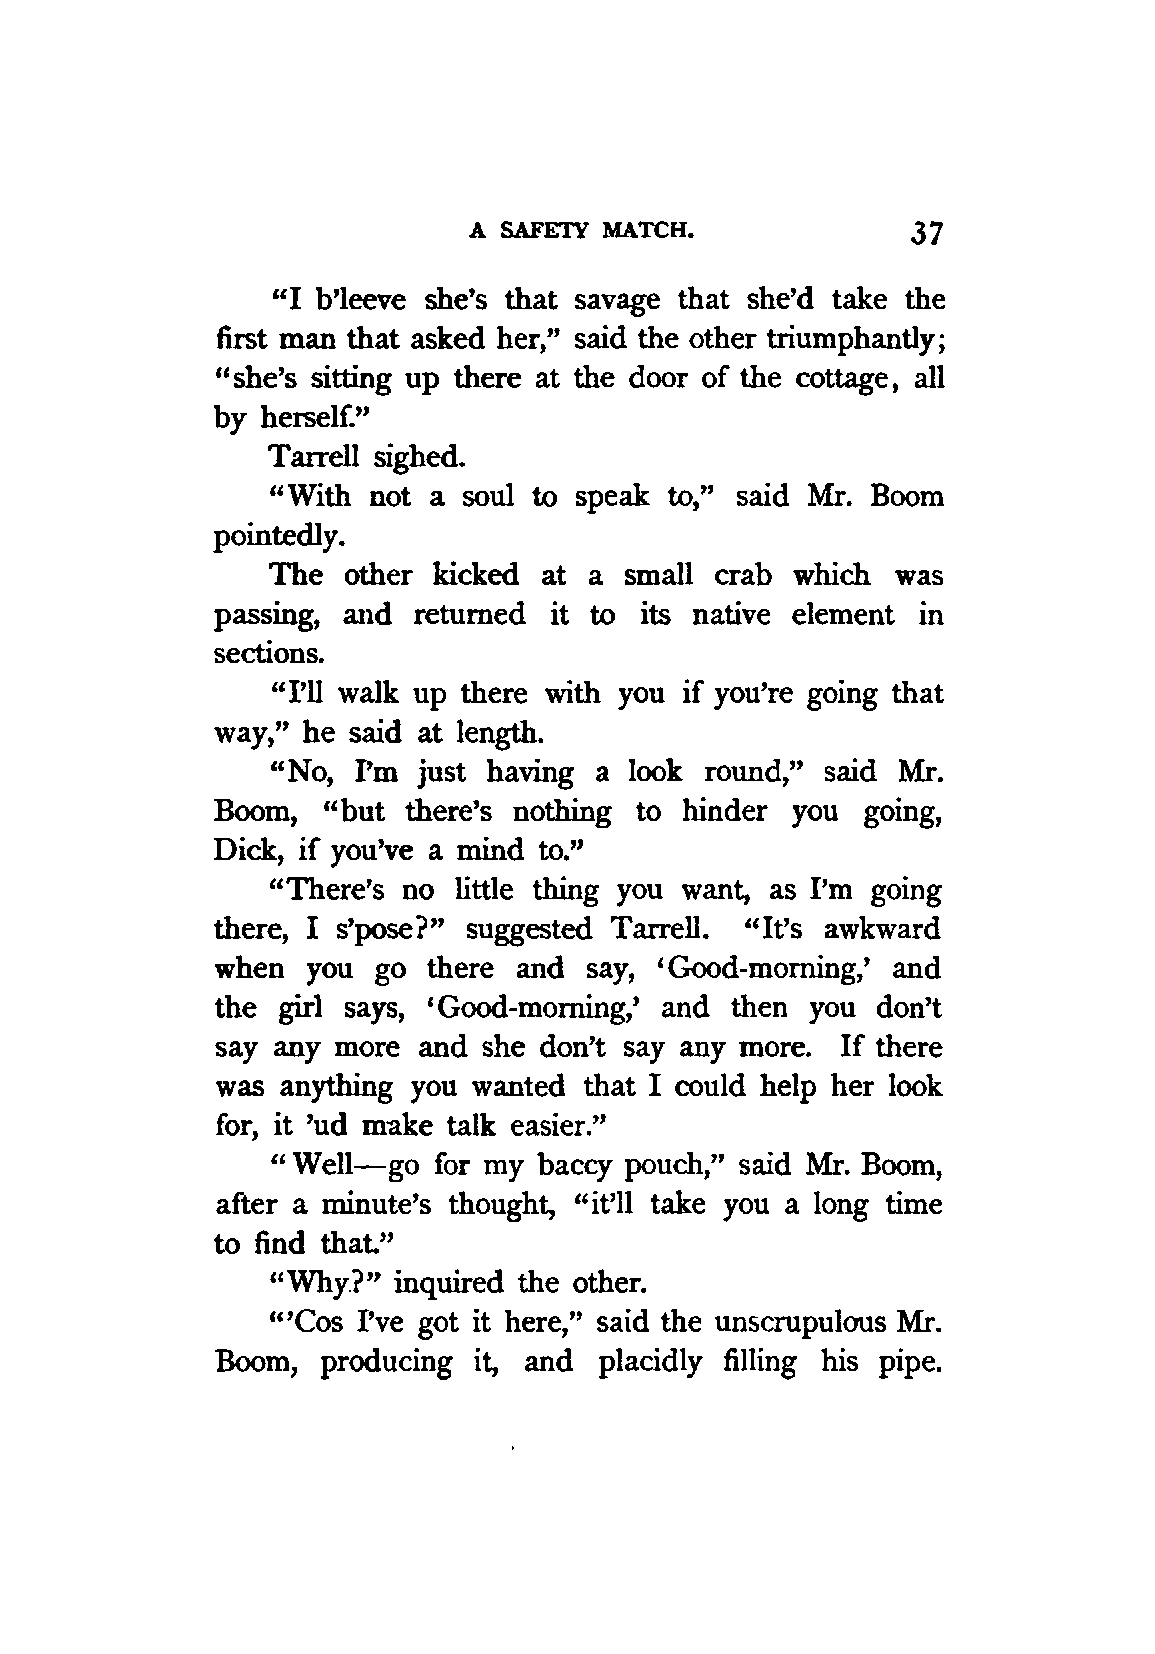 A SAFETY MATCH. 37
“I b’leeve she’s that savage that she’d take the
first man that asked her,” said the other triumphantly;
“she’s sitting up there at the door of the cottage, all
by herself.”
Tarrell sighed.
“With not a soul to speak to,” said Mr. Boom
pointedly.
The other kicked at a small crab which was
passing, and returned it to its native element in
sections.
“I’ll walk up there with you if you’re going that
way,” he said at length.
“No, I’m just having a look round,” said Mr.
Boom, “but there’s nothing to hinder you going,
Dick, if you’ve a mind to.”
“There’s no little thing you want, as I’m going
there, I s’pose?” suggested Tarrell. “It’s awkward
when you go there and say, ‘Good-morning,’ and
the girl says, ‘Good-morning,’ and then you don’t
say any more and she don’t say any more. If there
was anything you wanted that I could help her look
for, it ’ud make talk easier.”
“Well—go for my baccy pouch,” said Mr. Boom,
after a minute’s thought, “it’ll take you a long time
to find that.”
“Why?” inquired the other.
“’Cos I’ve got it here,” said the unscrupulous Mr.
Boom, producing it, and placidly filling his pipe.